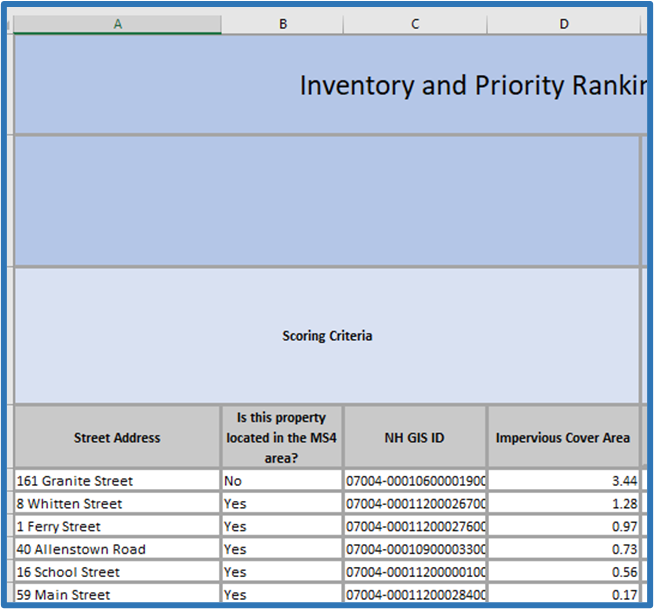 A B C D
Inventory and Priority
Scoring Criteria
Is this property
Street Address located in the MS4 NH GIS ID Impervious Cover Area
area?
161 Granite Street No 07004-00010600001900 3.44
8 Whitten Street Yes 07004-00011200026700 1.28
1 Ferry Street Yes 07004-00011200027600 0.97
40 Allenstown Road Yes 07004-00010900003300 0.73
16 School Street Yes 07004-00011200000100 0.56
59 Main Street Yes 07004-00011200028400 0.17